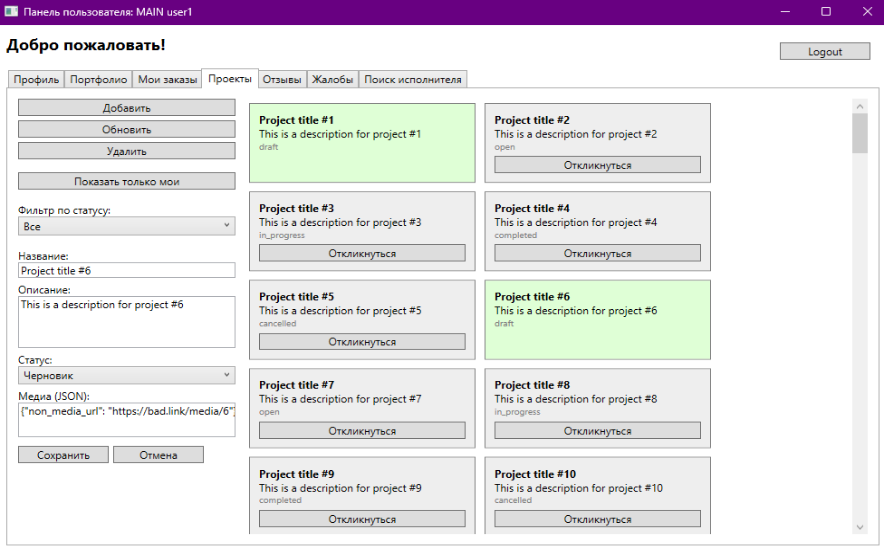 Панель пользователя: MAIN user1
Добро пожаловать!
Logout
Профиль Портфолио Мои заказы Проекты Отзывы Жалобы Поиск исполнителя
Добавить
Обновить
Удалить
Показать только мои
Фильтр по статусу:
Все
Название:
Project title #6
Описание:
This is a description for project #6
Статус:
Черновик
Медиа (JSON):
{"non_media_url": "https://bad.link/media/6"}
Сохранить Отмена
Project title #1
This is a description for project #1
draft
Project title #2
This is a description for project #2
open
Откликнуться
Project title #3
This is a description for project #3
in_progress
Откликнуться
Project title #4
This is a description for project #4
completed
Откликнуться
Project title #5
This is a description for project #5
cancelled
Откликнуться
Project title #6
This is a description for project #6
draft
Project title #7
This is a description for project #7
open
Откликнуться
Project title #8
This is a description for project #8
in_progress
Откликнуться
Project title #9
This is a description for project #9
completed
Откликнуться
Project title #10
This is a description for project #10
cancelled
Откликнуться